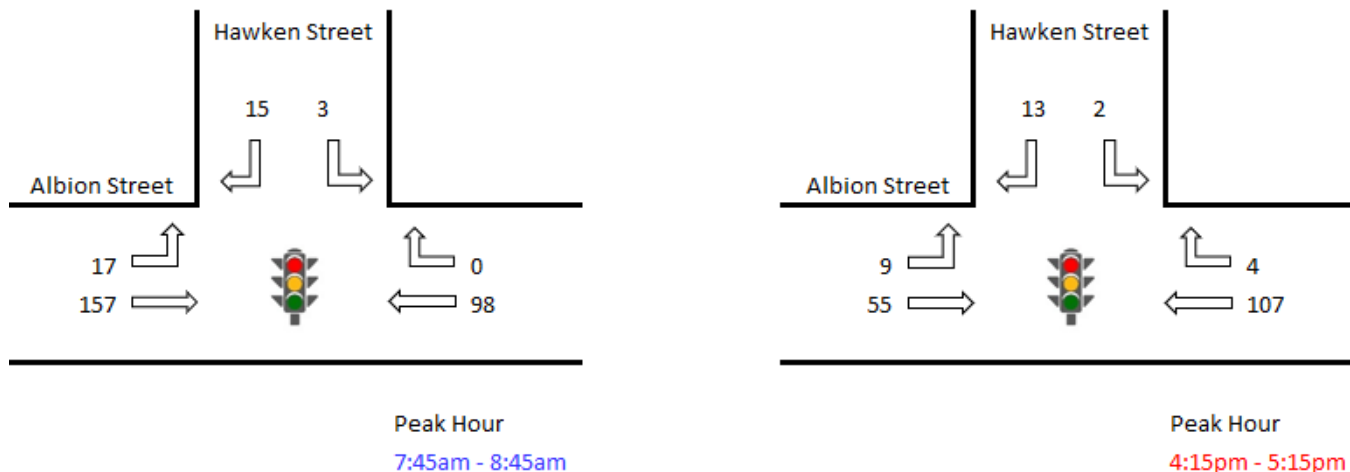 Hawken Street
15 3
Albion Street
17
0
157
98
Peak Hour
7:45am - 8:45am
Hawken Street
13 2
Albion Street
9
4
55
107
Peak Hour
4:15pm - 5:15pm